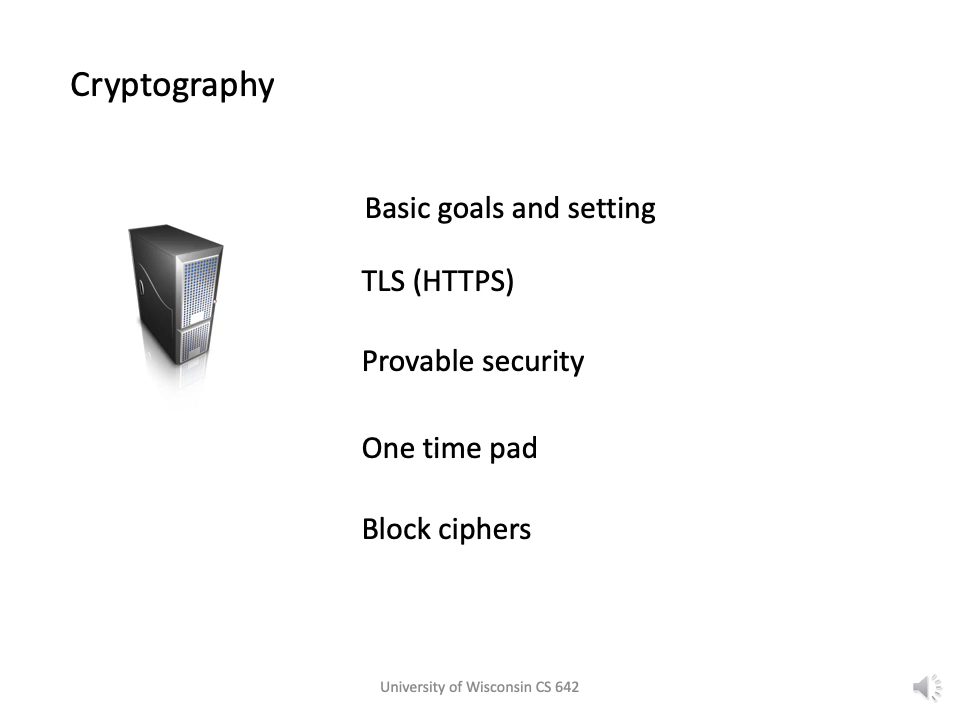 Cryptography
Basic goals and setting
TLS (HTTPS)
Provable security
One time pad
Block ciphers
University of Wisconsin CS 642